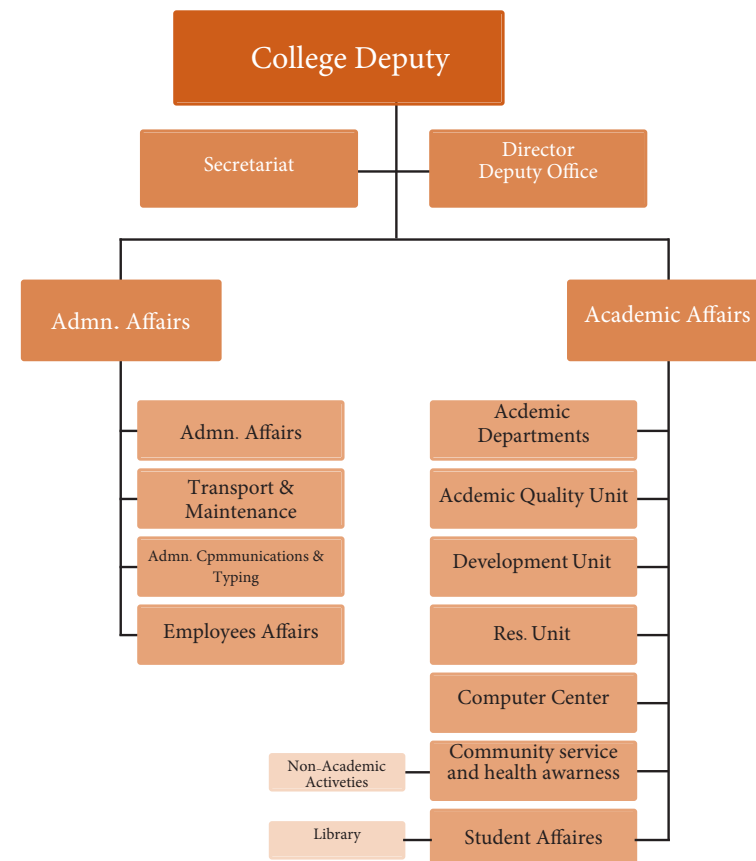 College Deputy
Secretariat
Director
Deputy Office
Admn. Affairs
Academic Affairs
Admn. Affairs
Transport &
Maintenance
Admn. Cpmmunications &
Typing
Employees Affairs
Acdemic
Departments
Acdemic Quality Unit
Development Unit
Res. Unit
Computer Center
Community service
and health awarness
Non-Academic
Activeties
Student Affaires
Library